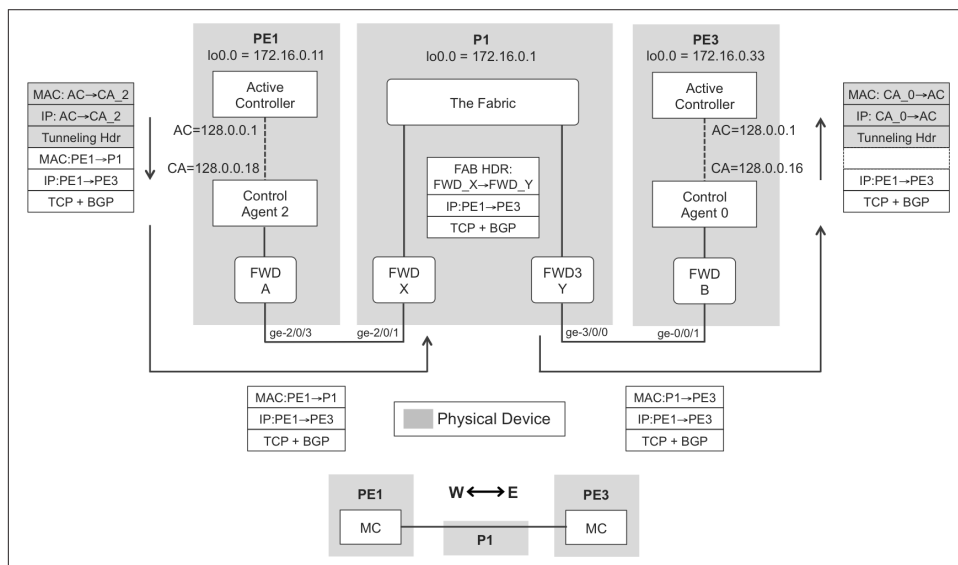 PE1
lo0.0 = 172.16.0.11
P1
lo0.0 = 172.16.0.1
PE3
lo0.0 = 172.16.0.33
MAC: AC→CA_2
IP: AC→CA_2
Tunneling Hdr
MAC:PE1→P1
IP:PE1→PE3
TCP + BGP
Active
Controller
AC=128.0.0.1
CA=128.0.0.18
Control
Agent 2
FWD
A
ge-2/0/3
The Fabric
FAB HDR:
FWD_X→FWD_Y
IP:PE1→PE3
TCP + BGP
FWD
X
FWD3
Y
ge-2/0/1
ge-3/0/0
Active
Controller
AC=128.0.0.1
CA=128.0.0.16
Control
Agent 0
FWD
B
ge-0/0/1
MAC: CA_0→AC
IP: CA_0→AC
Tunneling Hdr
IP:PE1→PE3
TCP + BGP
MAC:PE1→P1
IP:PE1→PE3
TCP + BGP
Physical Device
MAC:P1→PE3
IP:PE1→PE3
TCP + BGP
PE1
MC
W ↔ E
P1
PE3
MC